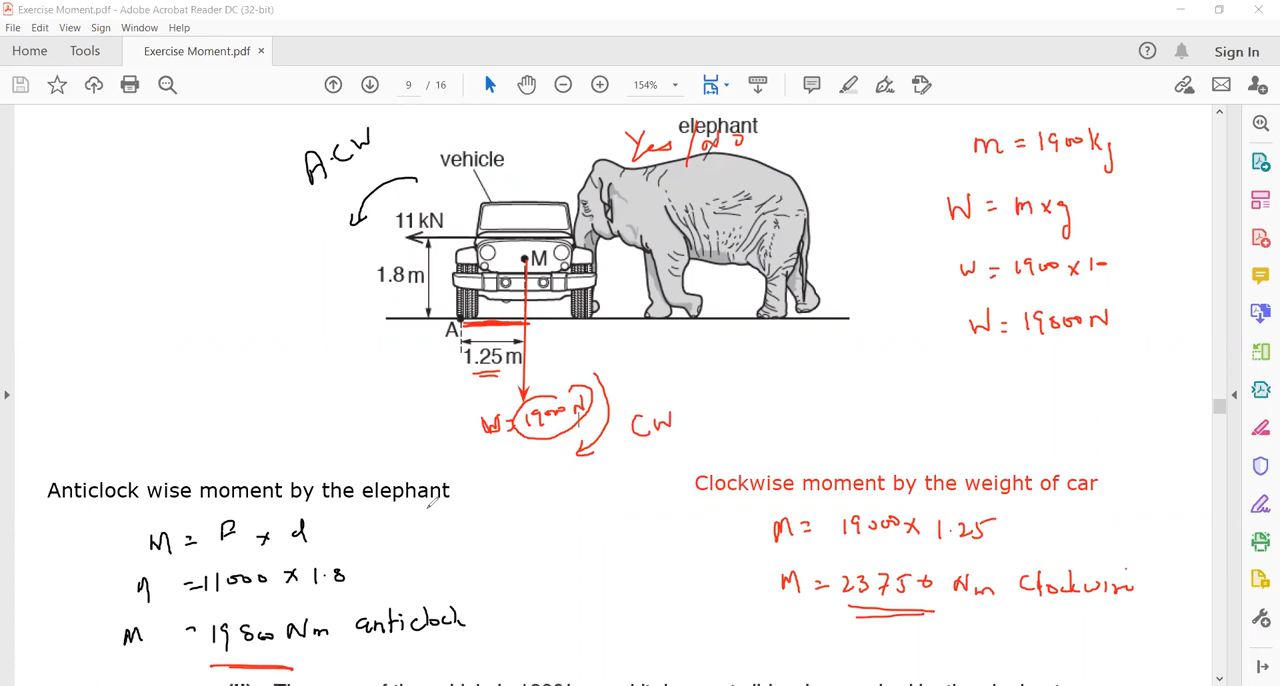 Exercise Moment.pdf - Adobe Acrobat Reader DC (32-bit)
File Edit View Sign Window Help
Home Tools Exercise Moment.pdf × Sign In
9 / 16 154%
elephant
Yes / No
A.CW
vehicle
11 kN
M
1.8 m
A
1.25 m
W = 1900 N
CW
m = 1900 kg
W = m x g
W = 1900 x 10
W = 19000 N
Anticlock wise moment by the elephant
M = F x d
M = 11000 x 1.8
M = 19800 Nm anticlock
Clockwise moment by the weight of car
M = 19000 x 1.25
M = 23750 Nm Clockwise